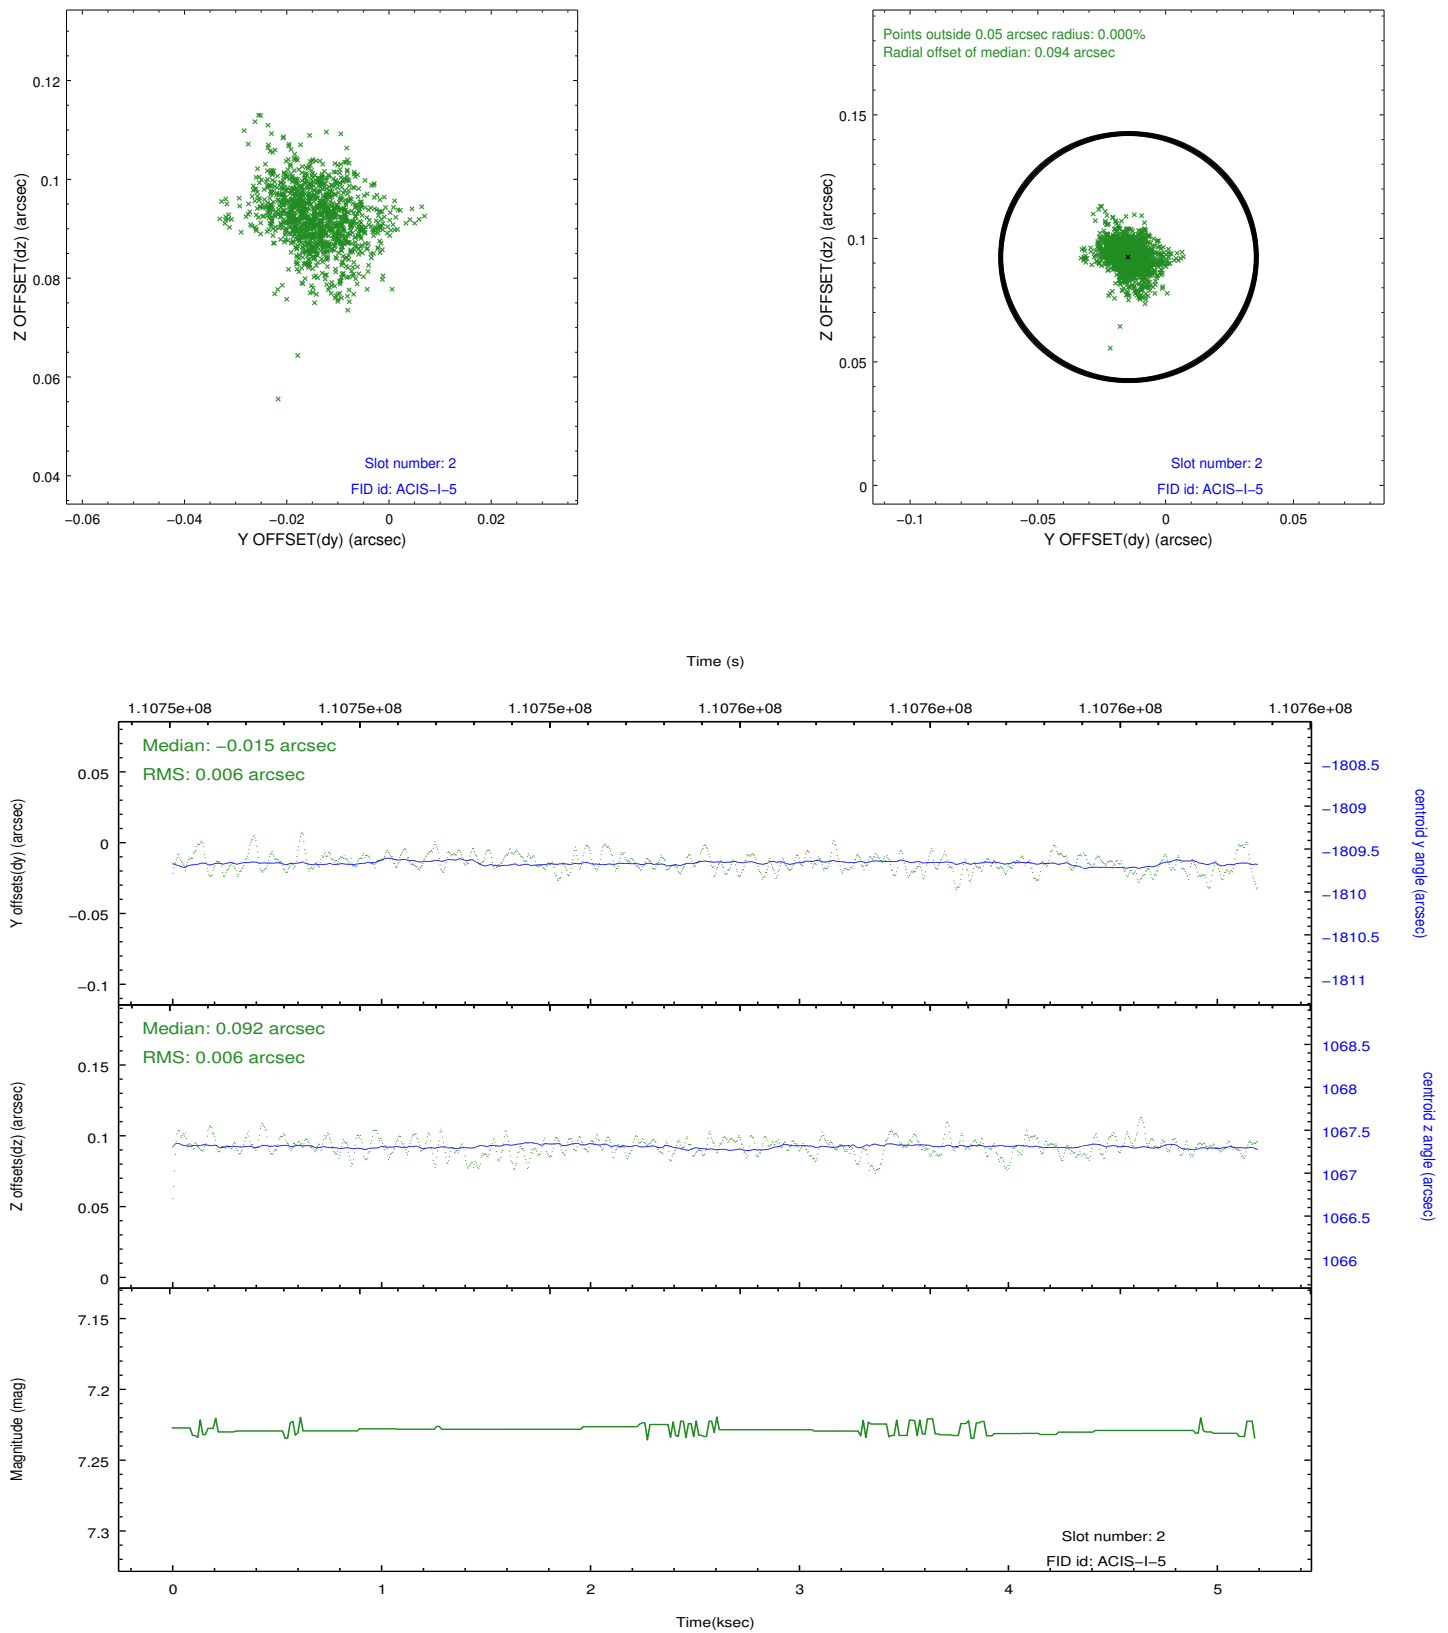 0.12
0.1
0.08
0.06
0.04
Z OFFSET(dz) (arcsec)
Slot number: 2
FID id: ACIS−I−5
−0.06 −0.04 −0.02 0 0.02
Y OFFSET(dy) (arcsec)
Points outside 0.05 arcsec radius: 0.000%
Radial offset of median: 0.094 arcsec
0.15
0.1
0.05
0
Z OFFSET(dz) (arcsec)
Slot number: 2
FID id: ACIS−I−5
−0.1 −0.05 0 0.05
Y OFFSET(dy) (arcsec)
Time (s)
1.1075e+08 1.1075e+08 1.1075e+08 1.1076e+08 1.1076e+08 1.1076e+08 1.1076e+08
Median: −0.015 arcsec
RMS: 0.006 arcsec
0.05
0
−0.05
−0.1
Y offsets(dy) (arcsec)
−1808.5
−1809
−1809.5
−1810
−1810.5
−1811
centroid y angle (arcsec)
Median: 0.092 arcsec
RMS: 0.006 arcsec
0.15
0.1
0.05
0
Z offsets(dz) (arcsec)
1068.5
1068
1067.5
1067
1066.5
1066
centroid z angle (arcsec)
7.15
7.2
7.25
7.3
Magnitude (mag)
Slot number: 2
FID id: ACIS−I−5
0 1 2 3 4 5
Time(ksec)